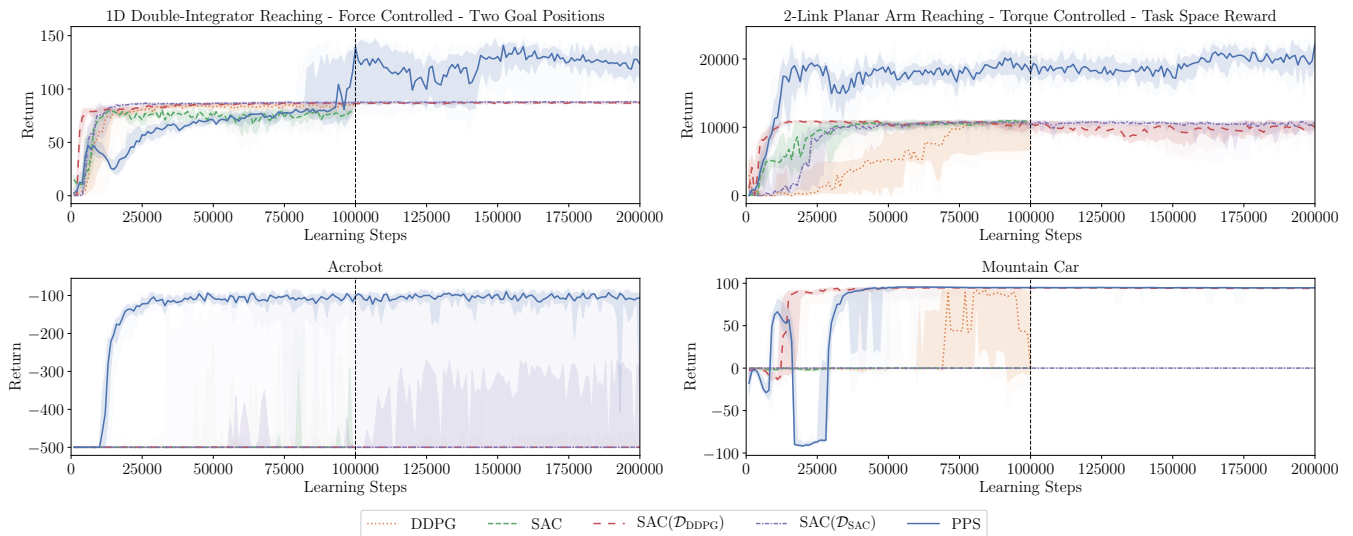 1D Double-Integrator Reaching - Force Controlled - Two Goal Positions
150
100
50
0
Return
0 25000 50000 75000 100000 125000 150000 175000 200000
Learning Steps
2-Link Planar Arm Reaching - Torque Controlled - Task Space Reward
20000
10000
0
Return
0 25000 50000 75000 100000 125000 150000 175000 200000
Learning Steps
Acrobot
−100
−200
−300
−400
−500
Return
0 25000 50000 75000 100000 125000 150000 175000 200000
Learning Steps
Mountain Car
100
50
0
−50
−100
Return
0 25000 50000 75000 100000 125000 150000 175000 200000
Learning Steps
DDPG SAC SAC(𝒟DDPG) SAC(𝒟SAC) PPS